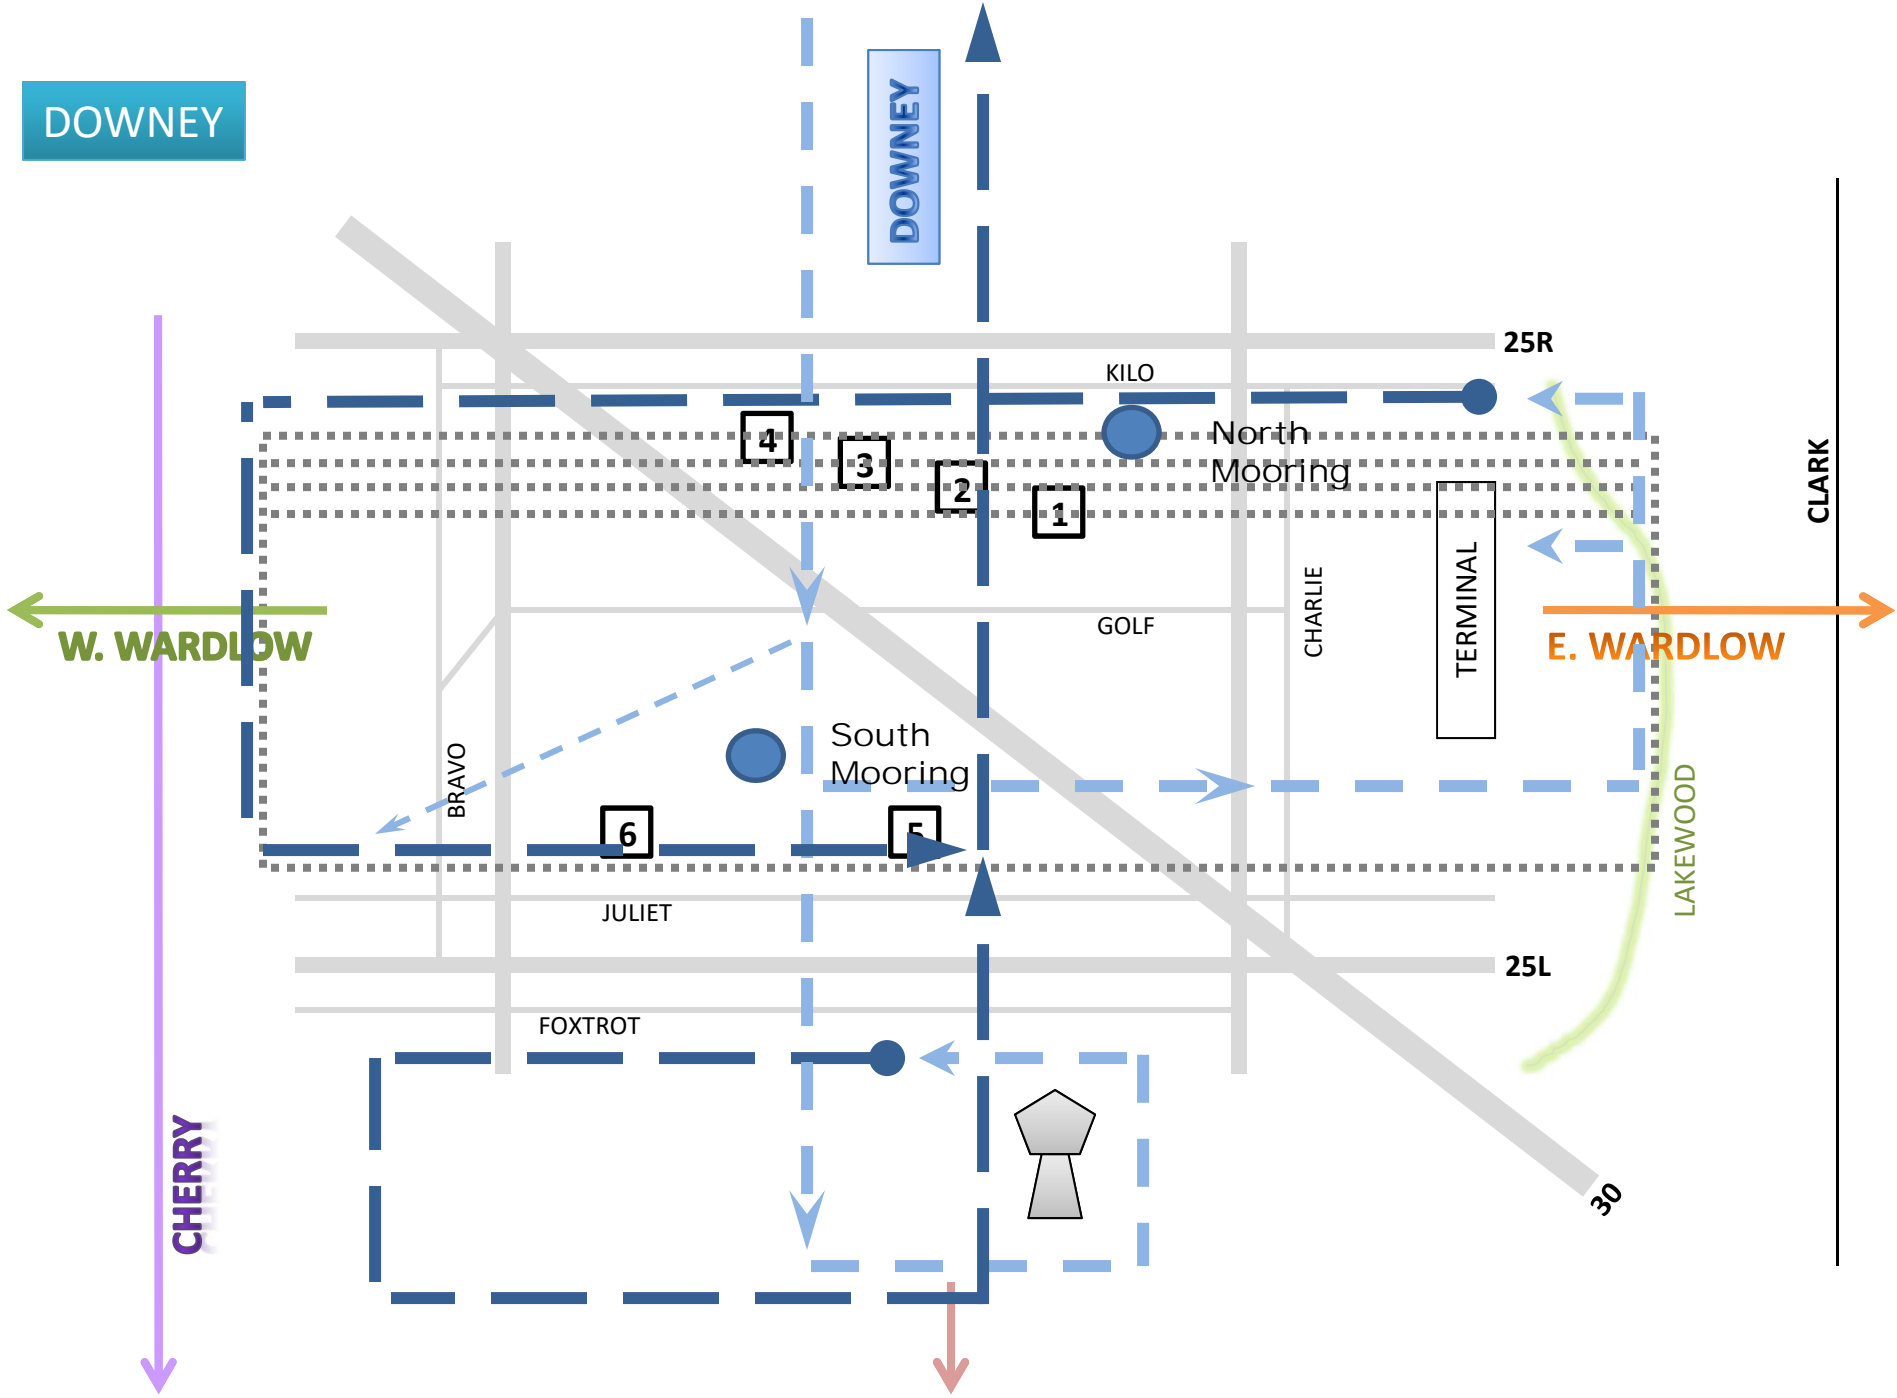 DOWNEY
DOWNEY
25R
KILO
4
3
2
1
North
Mooring
CLARK
TERMINAL
CHARLIE
GOLF
W. WARDLOW
E. WARDLOW
South
Mooring
BRAVO
6
5
LAKEWOOD
JULIET
25L
FOXTROT
CHERRY
30